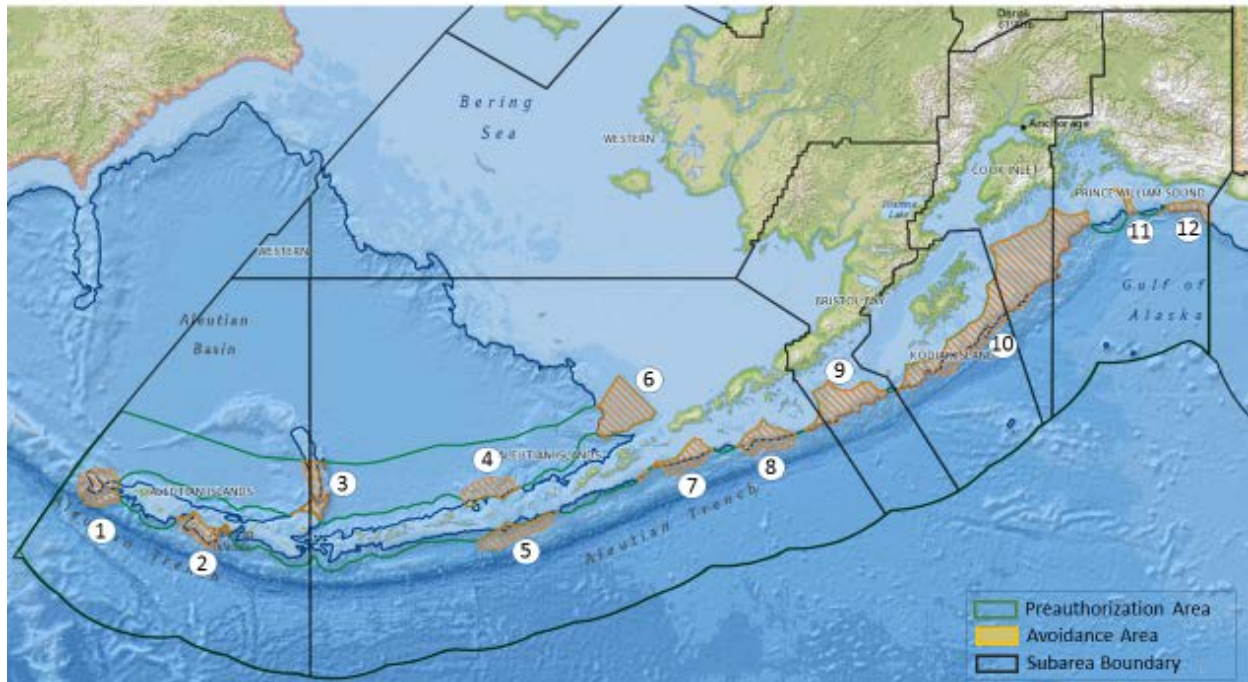 Bering
Sea
WESTERN
Anchorage
COOK INLET
PRINCE WILLIAM SOUND
11
12
WESTERN
Aleutian
Basin
BRISTOL BAY
Gulf of
Alaska
KODIAK ISLAND
10
9
6
4
ALEUTIAN ISLANDS
3
ALEUTIAN ISLANDS
7
8
5
Aleutian Trench
1
2
Trench
Preauthorization Area
Avoidance Area
Subarea Boundary